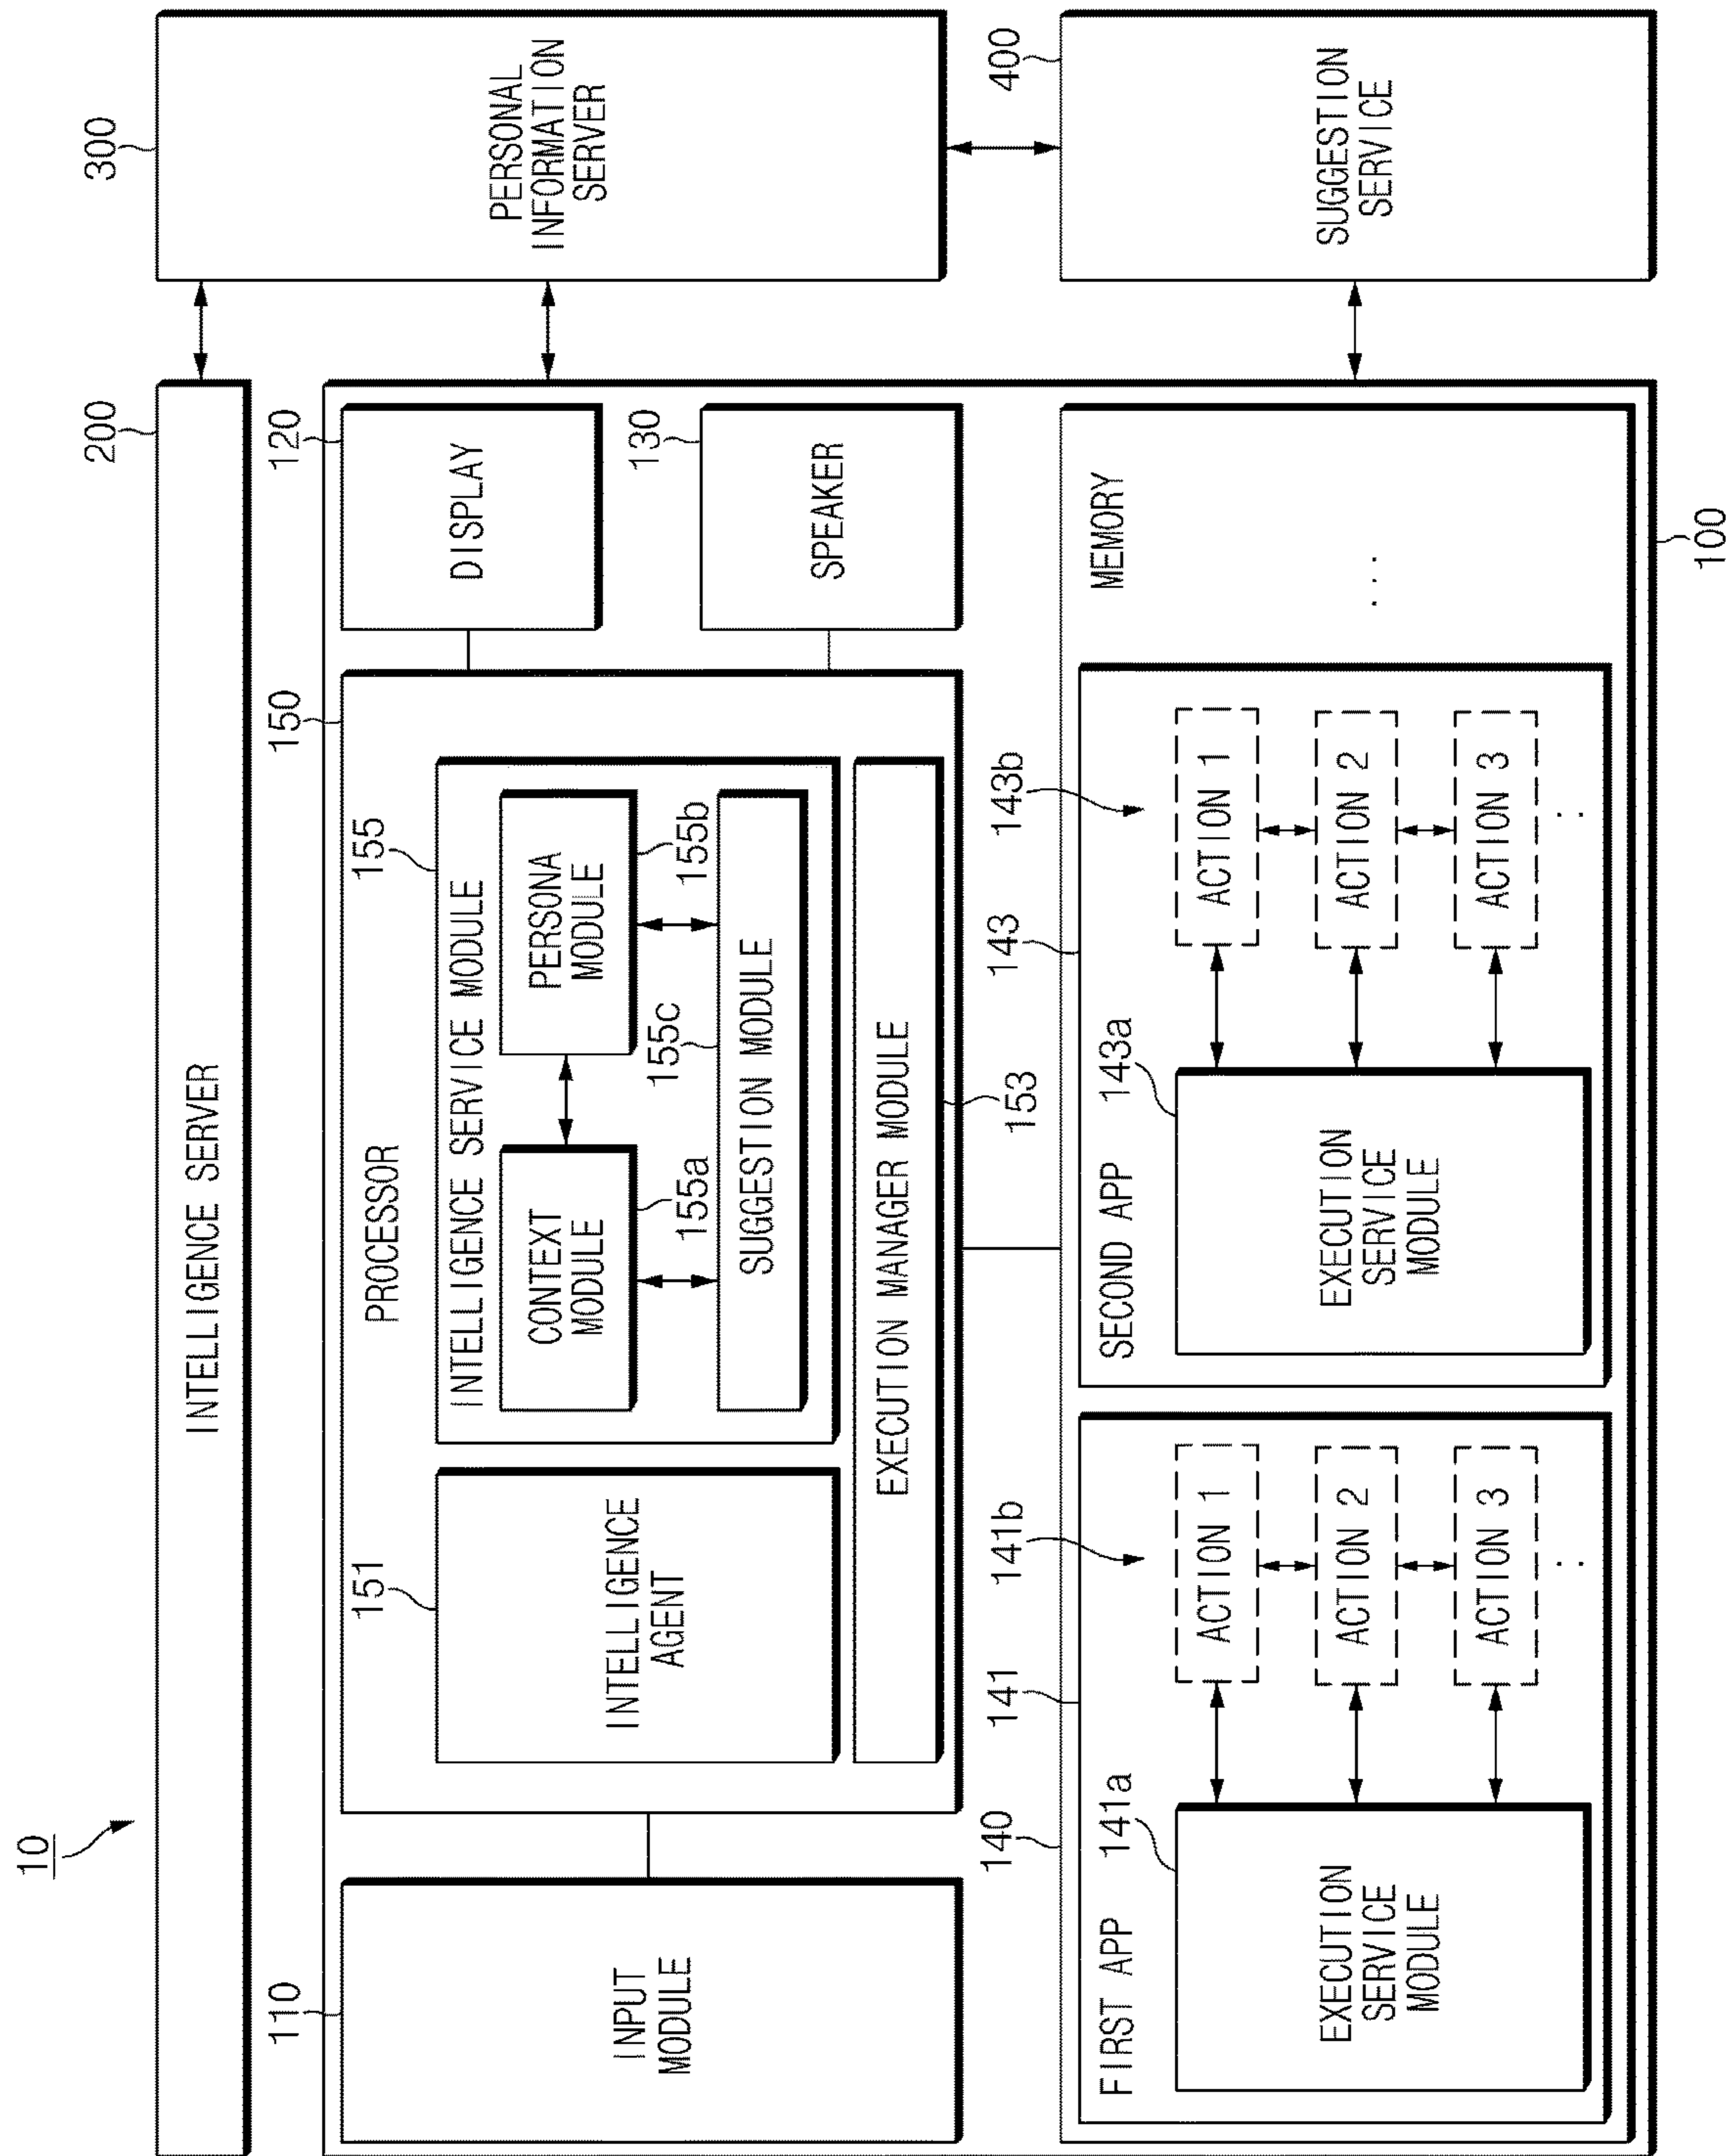 10
INTELLIGENCE SERVER
200
300
PERSONAL
INFORMATION
SERVER
110
INPUT
MODULE
150
PROCESSOR
151
INTELLIGENCE
AGENT
155
INTELLIGENCE SERVICE MODULE
CONTEXT
MODULE
155a
PERSONA
MODULE
155b
155c
SUGGESTION MODULE
EXECUTION MANAGER MODULE
153
120
DISPLAY
130
SPEAKER
140
MEMORY
141
FIRST APP
141a
EXECUTION
SERVICE
MODULE
141b
ACTION 1
ACTION 2
ACTION 3
:
143
SECOND APP
143a
EXECUTION
SERVICE
MODULE
143b
ACTION 1
ACTION 2
ACTION 3
:
...
100
400
SUGGESTION
SERVICE